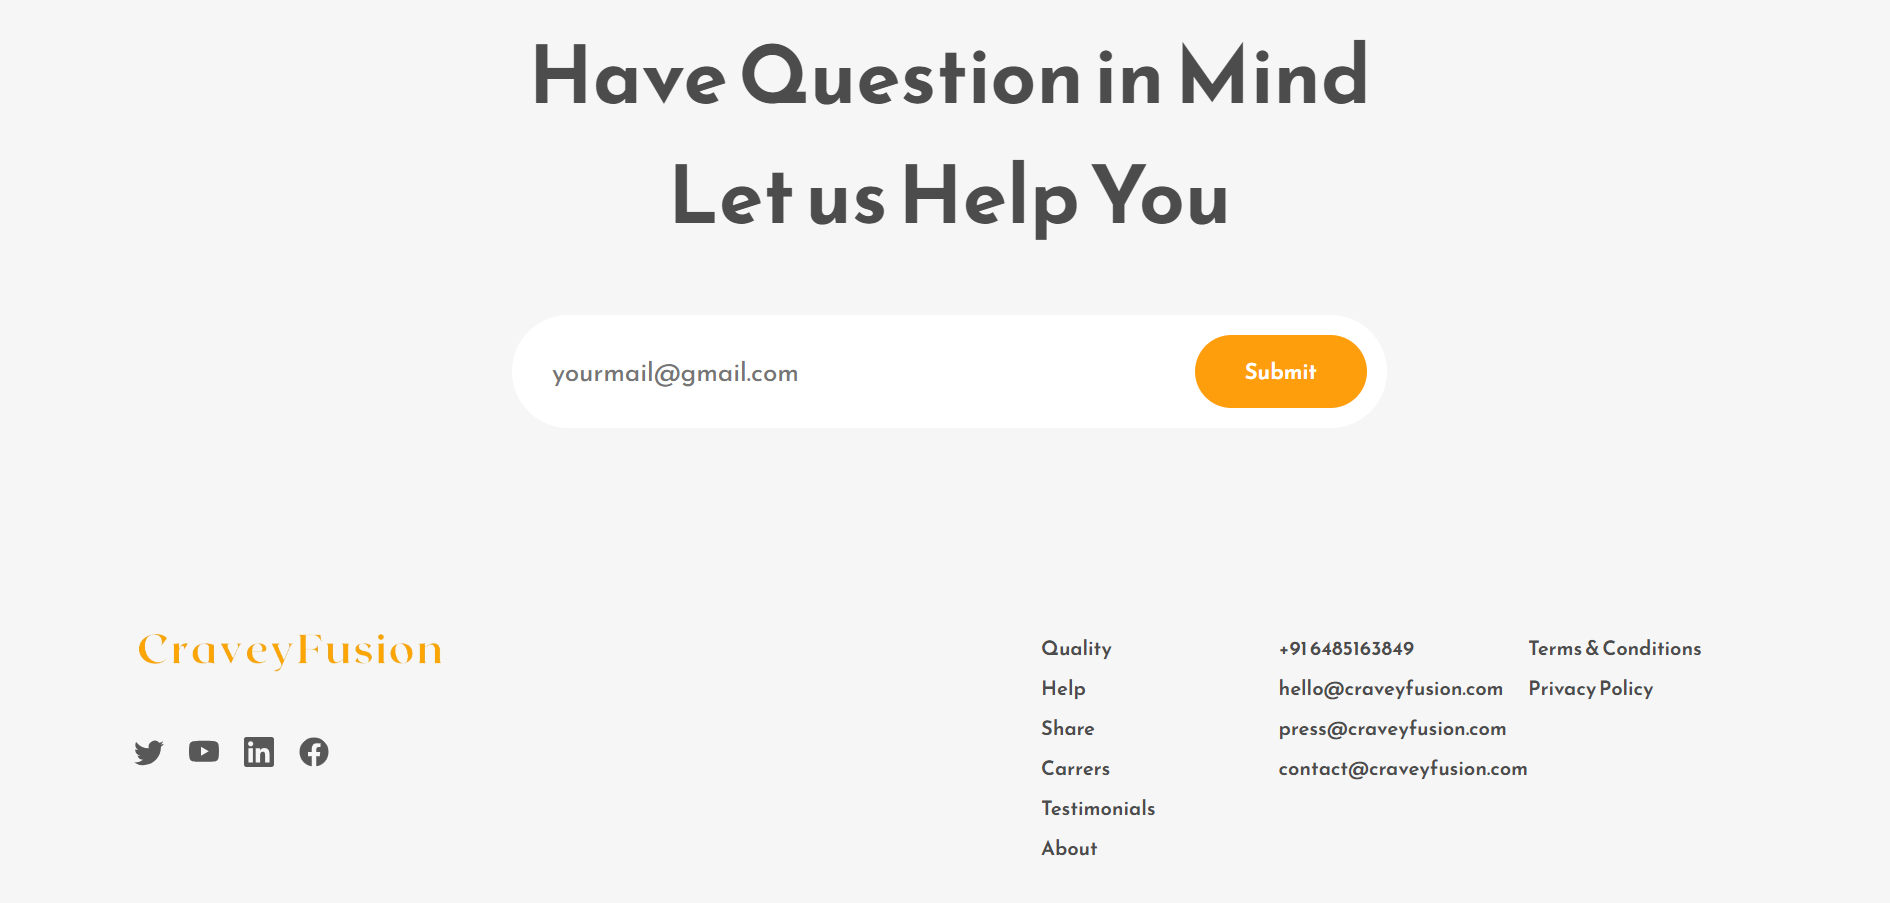 Have Question in Mind
Let us Help You
yourmail@gmail.com
Submit
CraveyFusion
Quality
Help
Share
Carrers
Testimonials
About
+91 6485163849
hello@craveyfusion.com
press@craveyfusion.com
contact@craveyfusion.com
Terms & Conditions
Privacy Policy